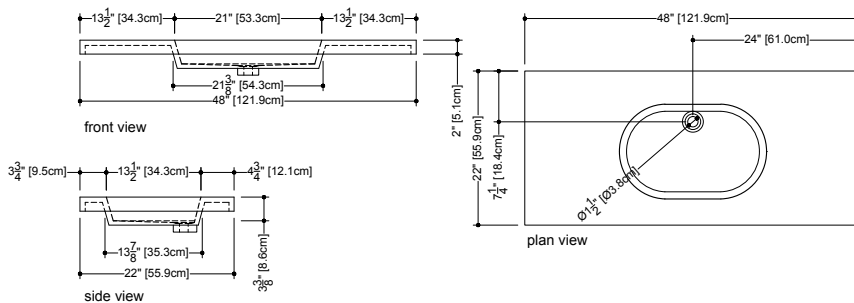 13½" [34.3cm] 21" [53.3cm] 13½" [34.3cm]
21⅜" [54.3cm]
48" [121.9cm]
2" [5.1cm]
front view
3¾" [9.5cm] 13½" [34.3cm] 4¾" [12.1cm]
13⅞" [35.3cm]
22" [55.9cm]
3⅜" [8.6cm]
side view
48" [121.9cm]
24" [61.0cm]
22" [55.9cm]
7¼" [18.4cm]
Ø1½" [Ø3.8cm]
plan view